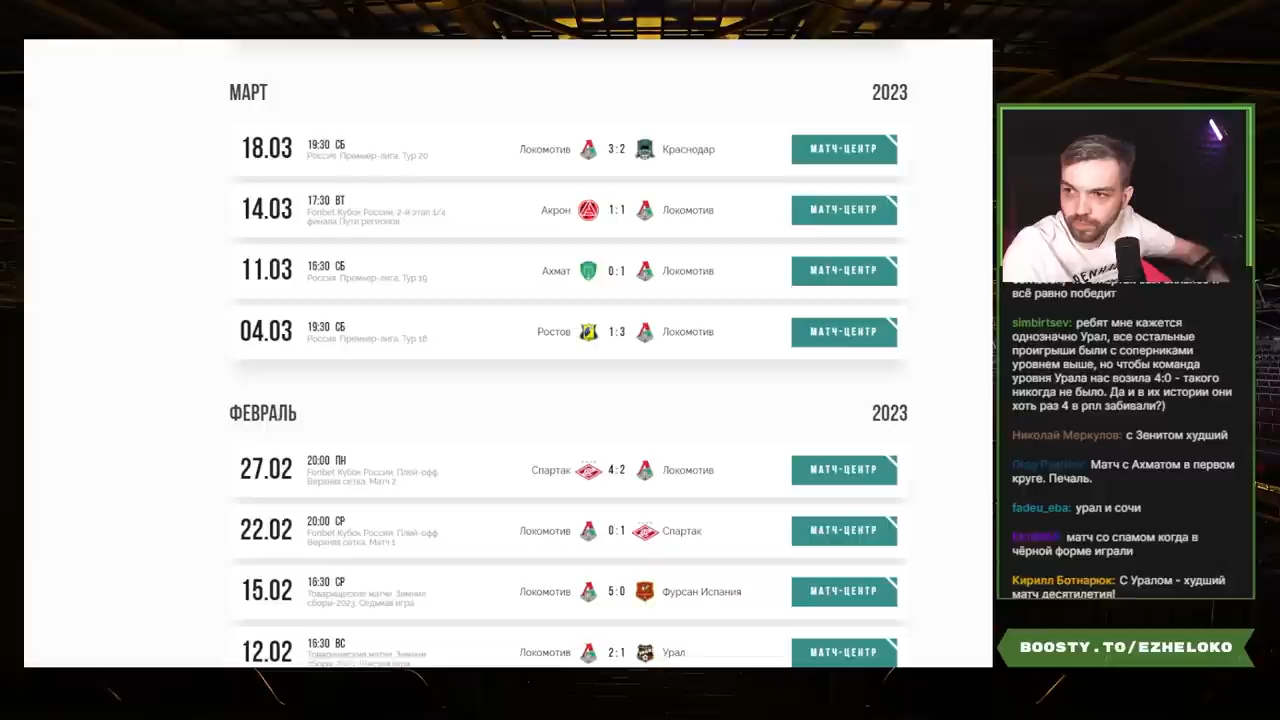 МАРТ 2023
18.03 19:30 СБ Локомотив 3:2 Краснодар МАТЧ-ЦЕНТР
Россия. Премьер-лига. Тур 20
14.03 17:30 ВТ Акрон 1:1 Локомотив МАТЧ-ЦЕНТР
Fonbet Кубок России. 2-й этап 1/4
финала Пути регионов
11.03 16:30 СБ Ахмат 0:1 Локомотив МАТЧ-ЦЕНТР
Россия. Премьер-лига. Тур 19
04.03 19:30 СБ Ростов 1:3 Локомотив МАТЧ-ЦЕНТР
Россия. Премьер-лига. Тур 18
ФЕВРАЛЬ 2023
27.02 20:00 ПН Спартак 4:2 Локомотив МАТЧ-ЦЕНТР
Fonbet Кубок России. Плей-офф.
Верхняя сетка. Матч 2
22.02 20:00 СР Локомотив 0:1 Спартак МАТЧ-ЦЕНТР
Fonbet Кубок России. Плей-офф.
Верхняя сетка. Матч 1
15.02 16:30 СР Локомотив 5:0 Фурсан Испания МАТЧ-ЦЕНТР
Товарищеские матчи. Зимние
сборы-2023. Седьмая игра
12.02 16:30 ВС Локомотив 2:1 Урал МАТЧ-ЦЕНТР
Товарищеские матчи. Зимние
всё равно победит
simbirtsev: ребят мне кажется
однозначно Урал, все остальные
проигрыши были с соперниками
уровнем выше, но чтобы команда
уровня Урала нас возила 4:0 - такого
никогда не было. Да и в их истории они
хоть раз 4 в рпл забивали?)
Николай Меркулов: с Зенитом худший
Матч с Ахматом в первом
круге. Печаль.
fadeu_eba: урал и сочи
матч со спамом когда в
чёрной форме играли
Кирилл Ботнарюк: С Уралом - худший
матч десятилетия!
BOOSTY.TO/EZHELOKO